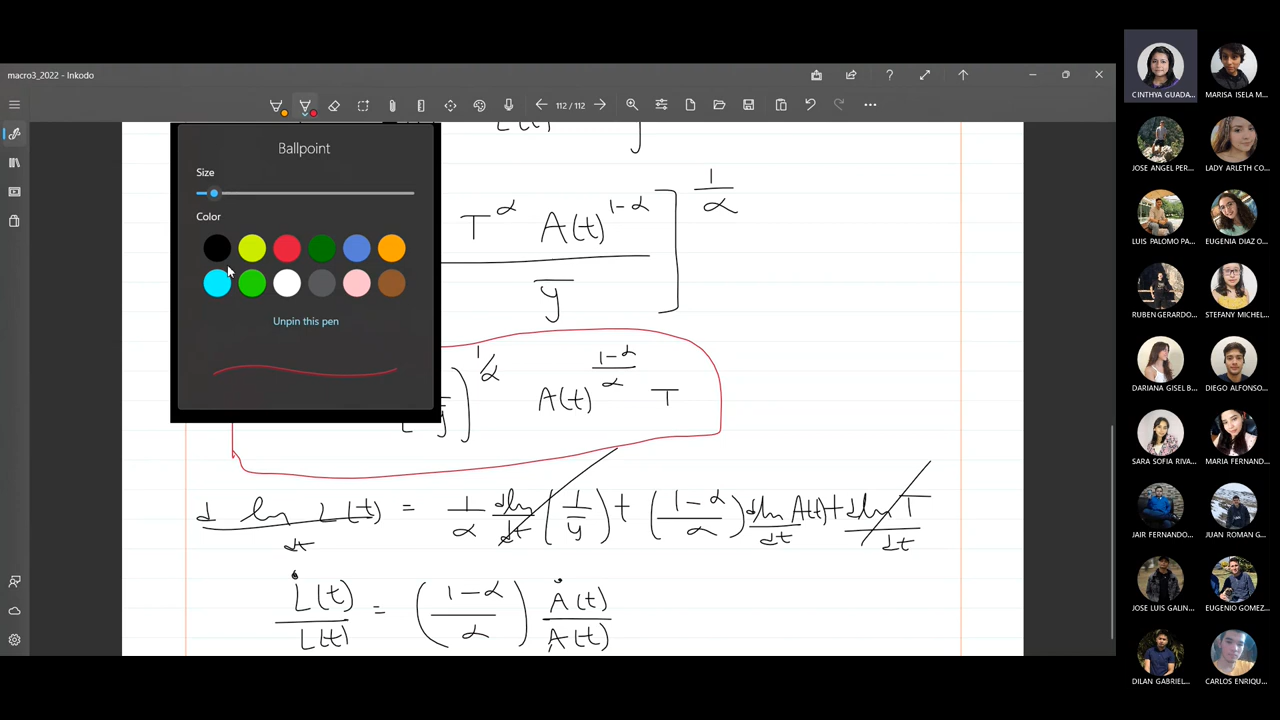 macro3_2022 - Inkodo
112 / 112
Ballpoint
Size
Color
Unpin this pen
L(t) y
T^α A(t)^1-α ] 1/α
ȳ
1/α A(t)^(1-α)/α T
d ln L(t)/dt = 1/α d ln/dt (1/ȳ) + (1-α/α) d ln A(t)/dt + d ln T/dt
L̇(t)/L(t) = (1-α/α) Ȧ(t)/A(t)
CINTHYA GUADA...
MARISA ISELA M...
JOSE ANGEL PER...
LADY ARLETH CO...
LUIS PALOMO PA...
EUGENIA DIAZ O...
RUBEN GERARDO...
STEFANY MICHEL...
DARIANA GISEL B...
DIEGO ALFONSO...
SARA SOFIA RIVA...
MARIA FERNAND...
JAIR FERNANDO...
JUAN ROMAN G...
JOSE LUIS GALIN...
EUGENIO GOMEZ...
DILAN GABRIEL...
CARLOS ENRIQU...